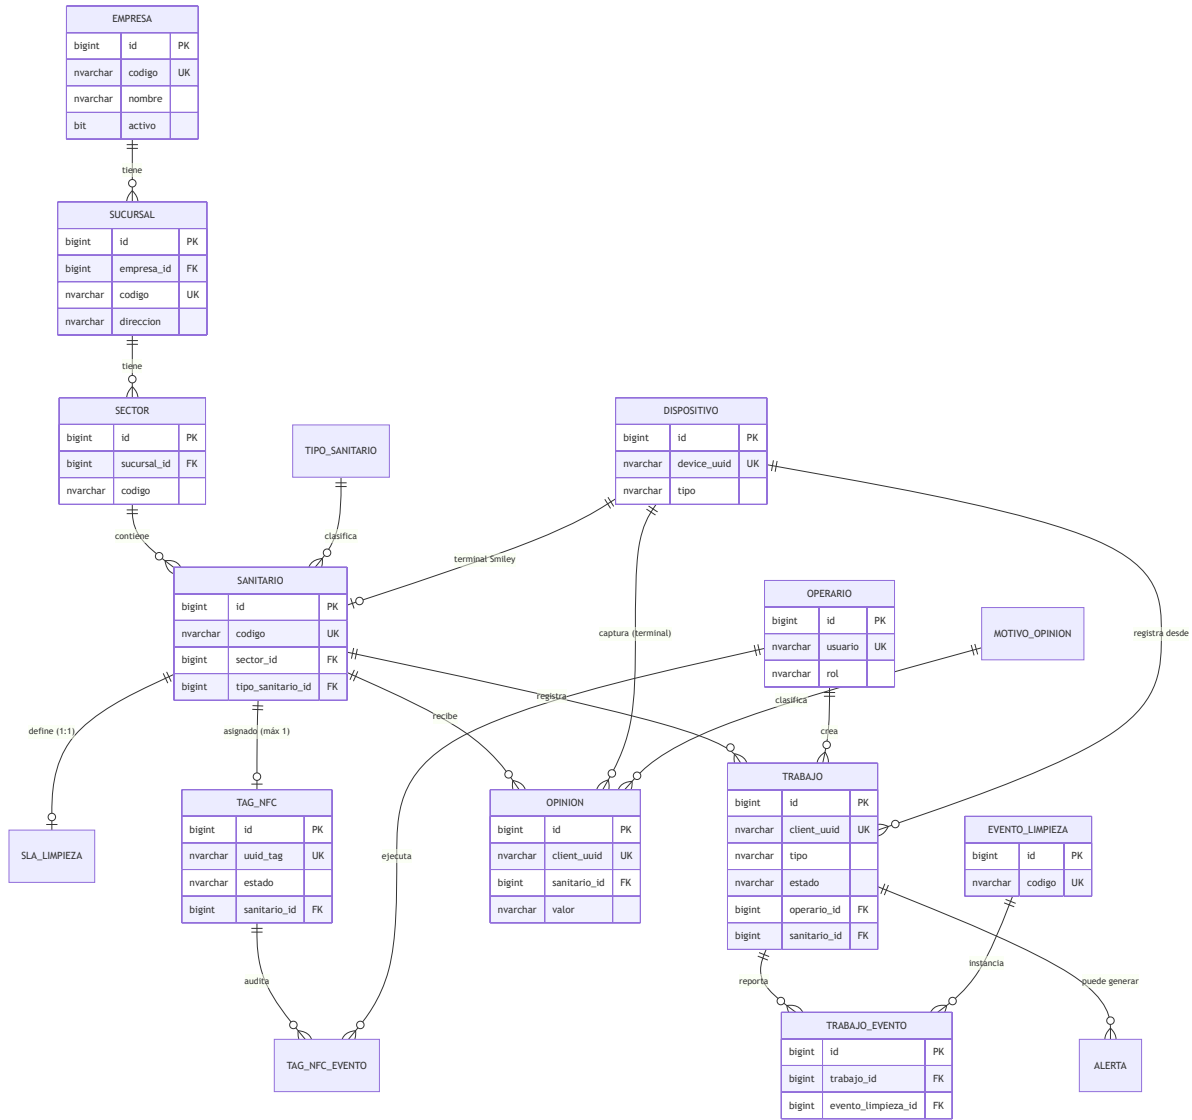 EMPRESA
bigint id PK
nvarchar codigo UK
nvarchar nombre
bit activo
tiene
SUCURSAL
bigint id PK
bigint empresa_id FK
nvarchar codigo UK
nvarchar direccion
tiene
SECTOR
bigint id PK
bigint sucursal_id FK
nvarchar codigo
TIPO_SANITARIO
DISPOSITIVO
bigint id PK
nvarchar device_uuid UK
nvarchar tipo
contiene
clasifica
terminal Smiley
SANITARIO
bigint id PK
nvarchar codigo UK
bigint sector_id FK
bigint tipo_sanitario_id FK
captura (terminal)
OPERARIO
bigint id PK
nvarchar usuario UK
nvarchar rol
MOTIVO_OPINION
registra desde
define (1:1)
asignado (máx 1)
recibe
registra
clasifica
crea
TAG_NFC
bigint id PK
nvarchar uuid_tag UK
nvarchar estado
bigint sanitario_id FK
SLA_LIMPIEZA
ejecuta
OPINION
bigint id PK
nvarchar client_uuid UK
bigint sanitario_id FK
nvarchar valor
TRABAJO
bigint id PK
nvarchar client_uuid UK
nvarchar tipo
nvarchar estado
bigint operario_id FK
bigint sanitario_id FK
EVENTO_LIMPIEZA
bigint id PK
nvarchar codigo UK
audita
reporta
instancia
puede generar
TAG_NFC_EVENTO
TRABAJO_EVENTO
bigint id PK
bigint trabajo_id FK
bigint evento_limpieza_id FK
ALERTA